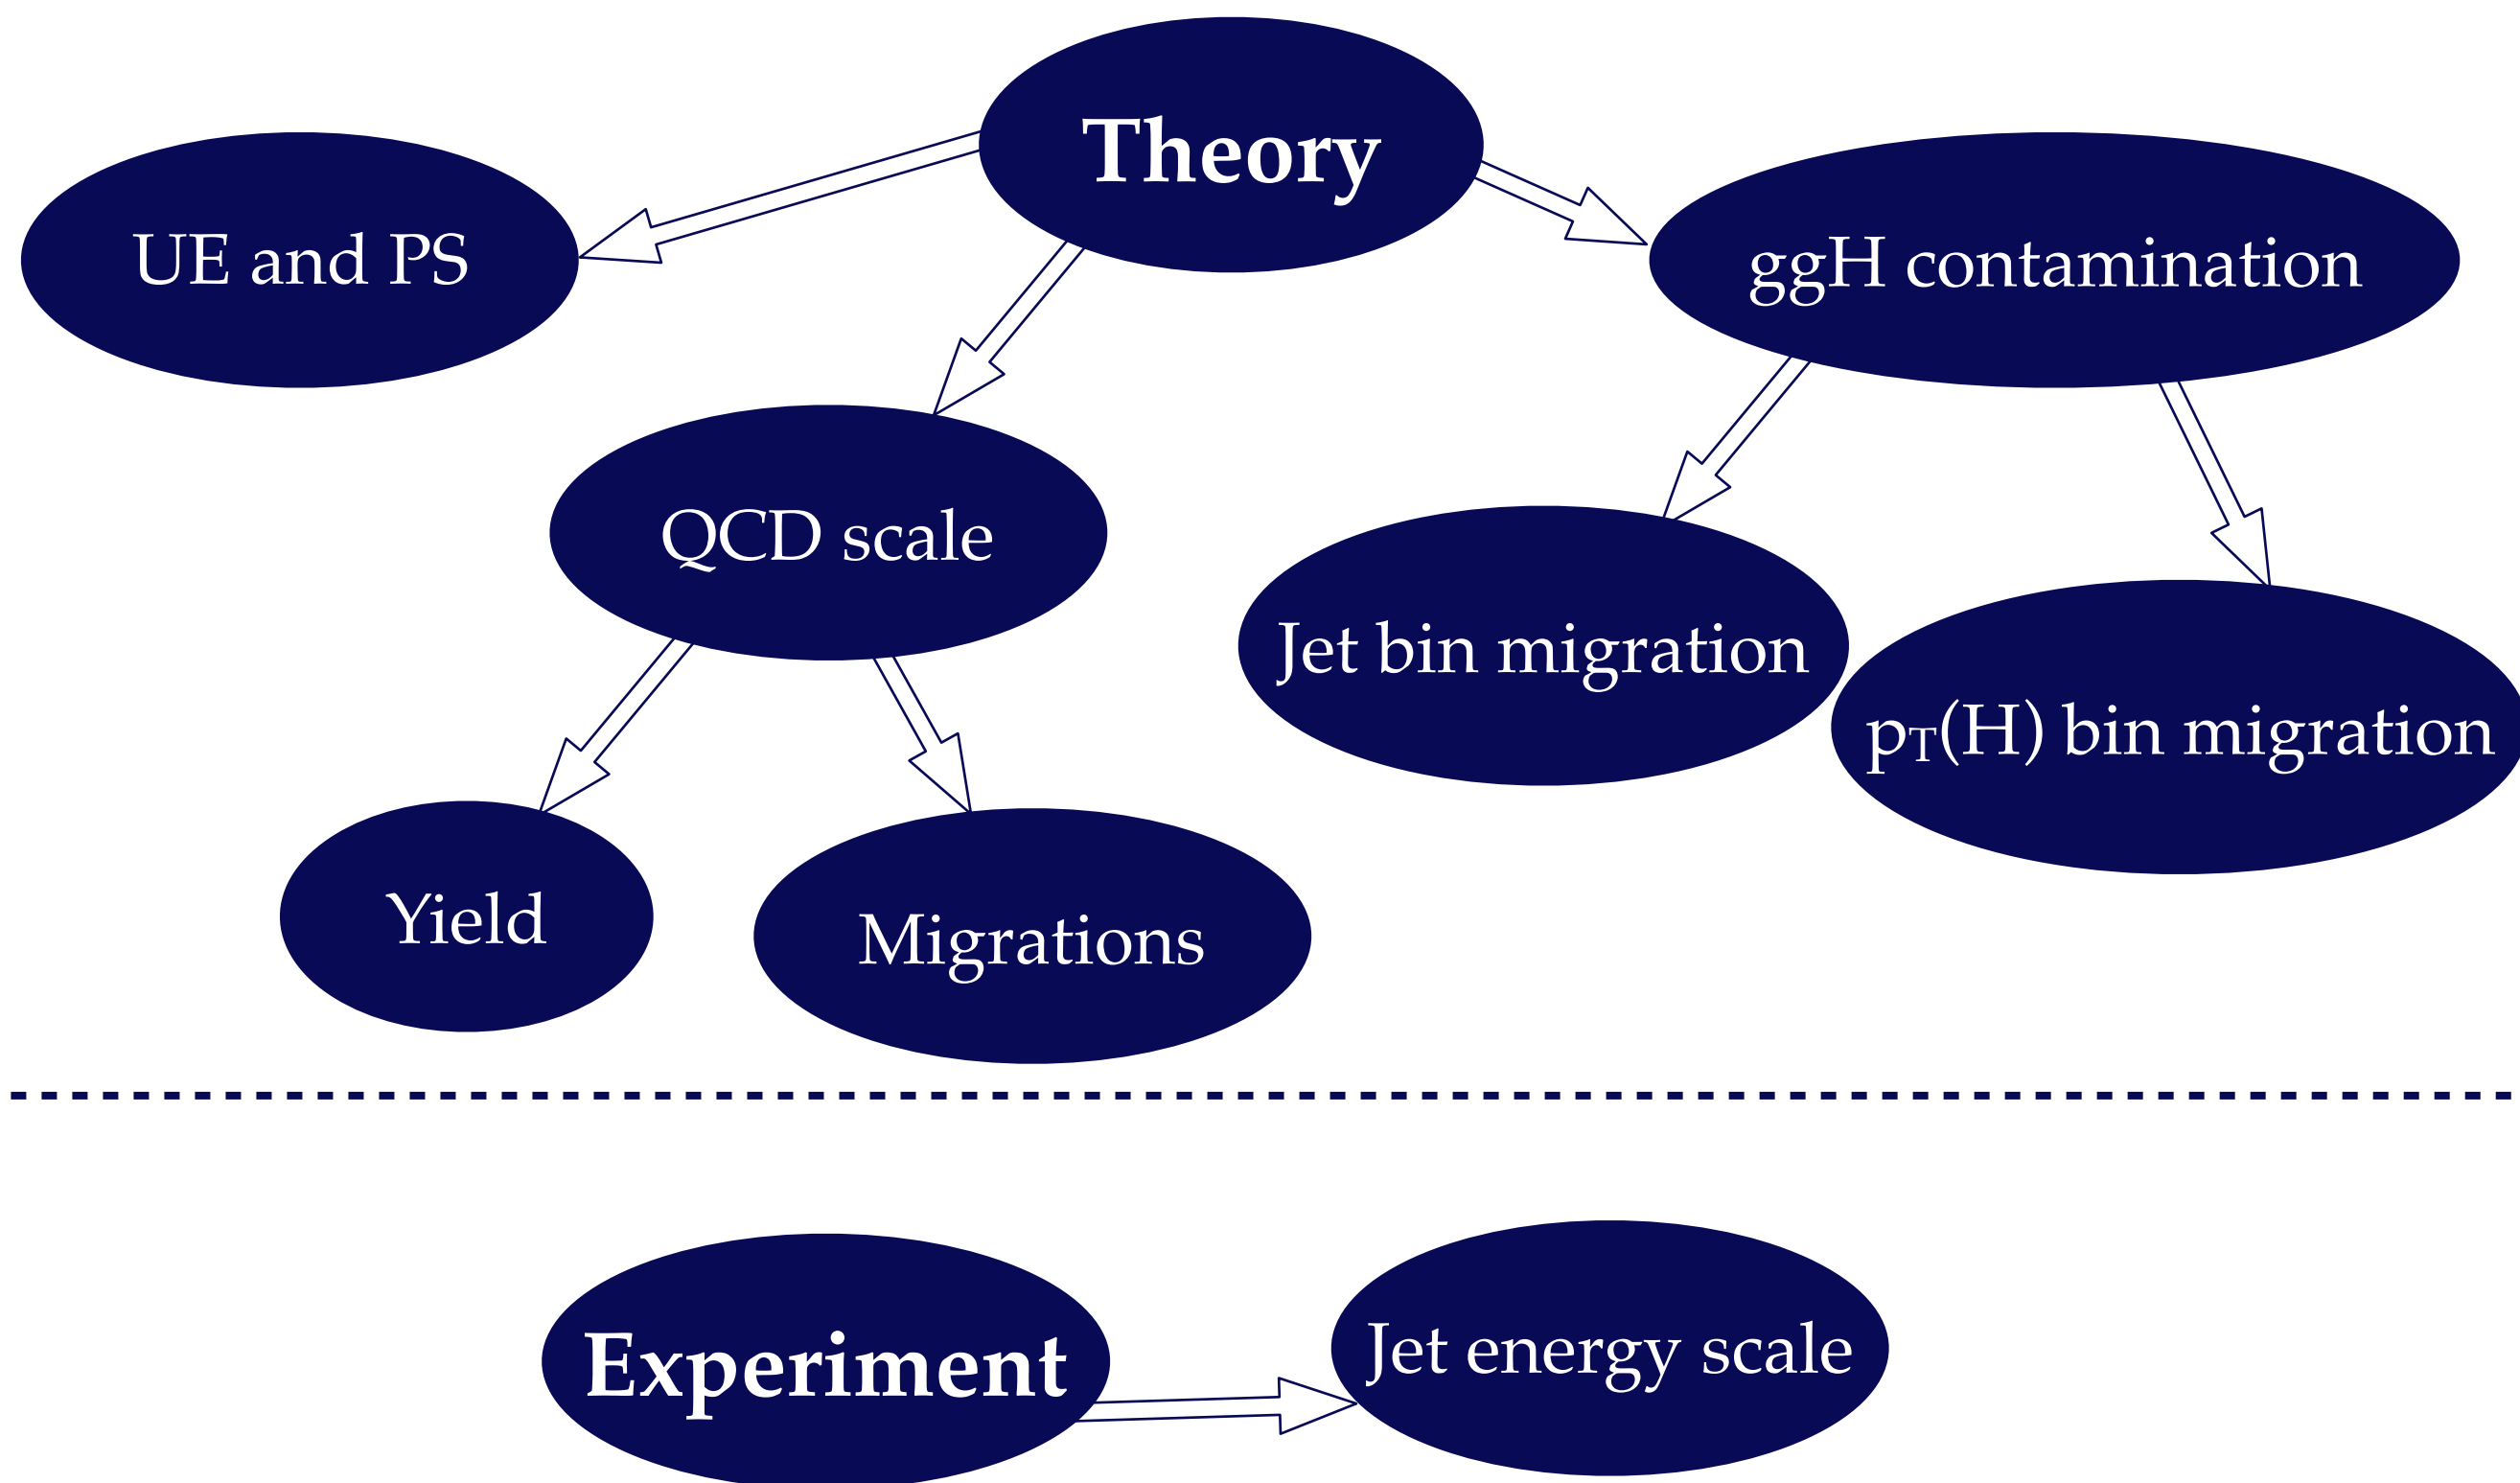 Theory
UE and PS
ggH contamination
QCD scale
Jet bin migration
pT(H) bin migration
Yield
Migrations
Experiment
Jet energy scale